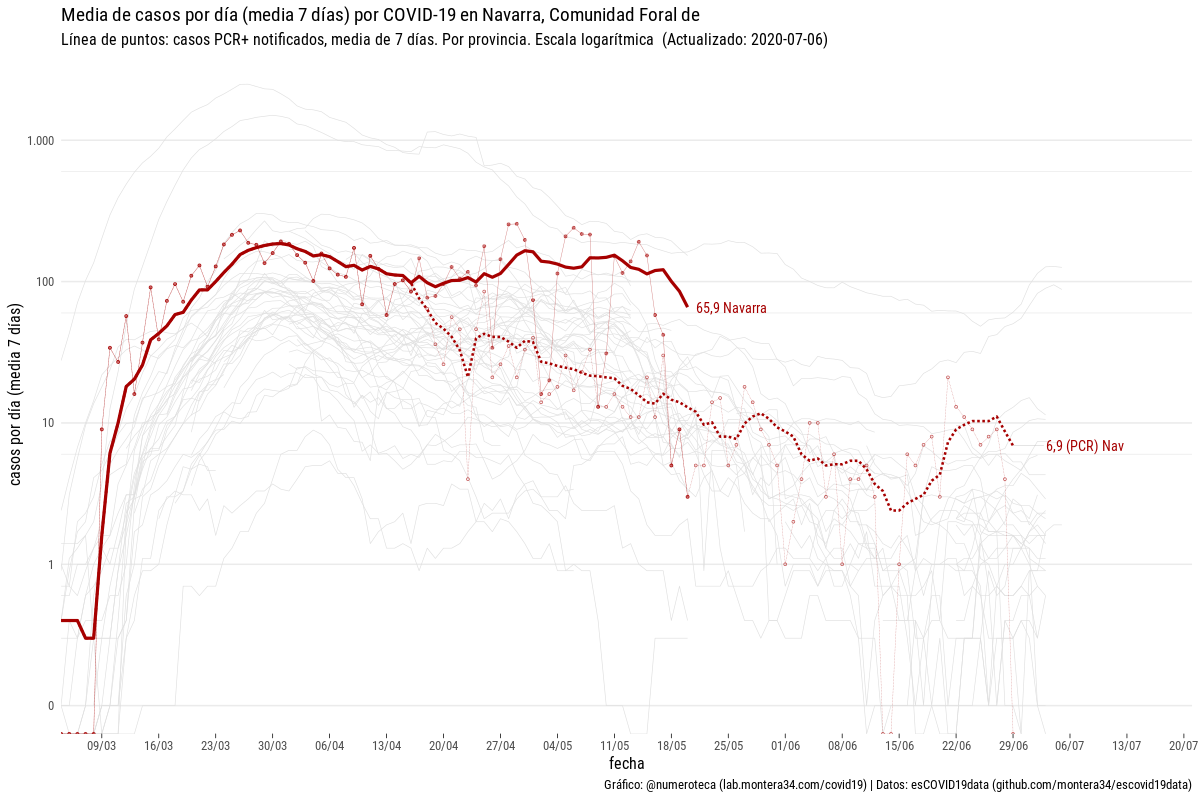 Media de casos por día (media 7 días) por COVID-19 en Navarra, Comunidad Foral de
Línea de puntos: casos PCR+ notificados, media de 7 días. Por provincia. Escala logarítmica  (Actualizado: 2020-07-06)
casos por día (media 7 días)
1.000
100
10
1
0
65,9 Navarra
6,9 (PCR) Nav
09/03 16/03 23/03 30/03 06/04 13/04 20/04 27/04 04/05 11/05 18/05 25/05 01/06 08/06 15/06 22/06 29/06 06/07 13/07 20/07
fecha
Gráfico: @numeroteca (lab.montera34.com/covid19) | Datos: esCOVID19data (github.com/montera34/escovid19data)